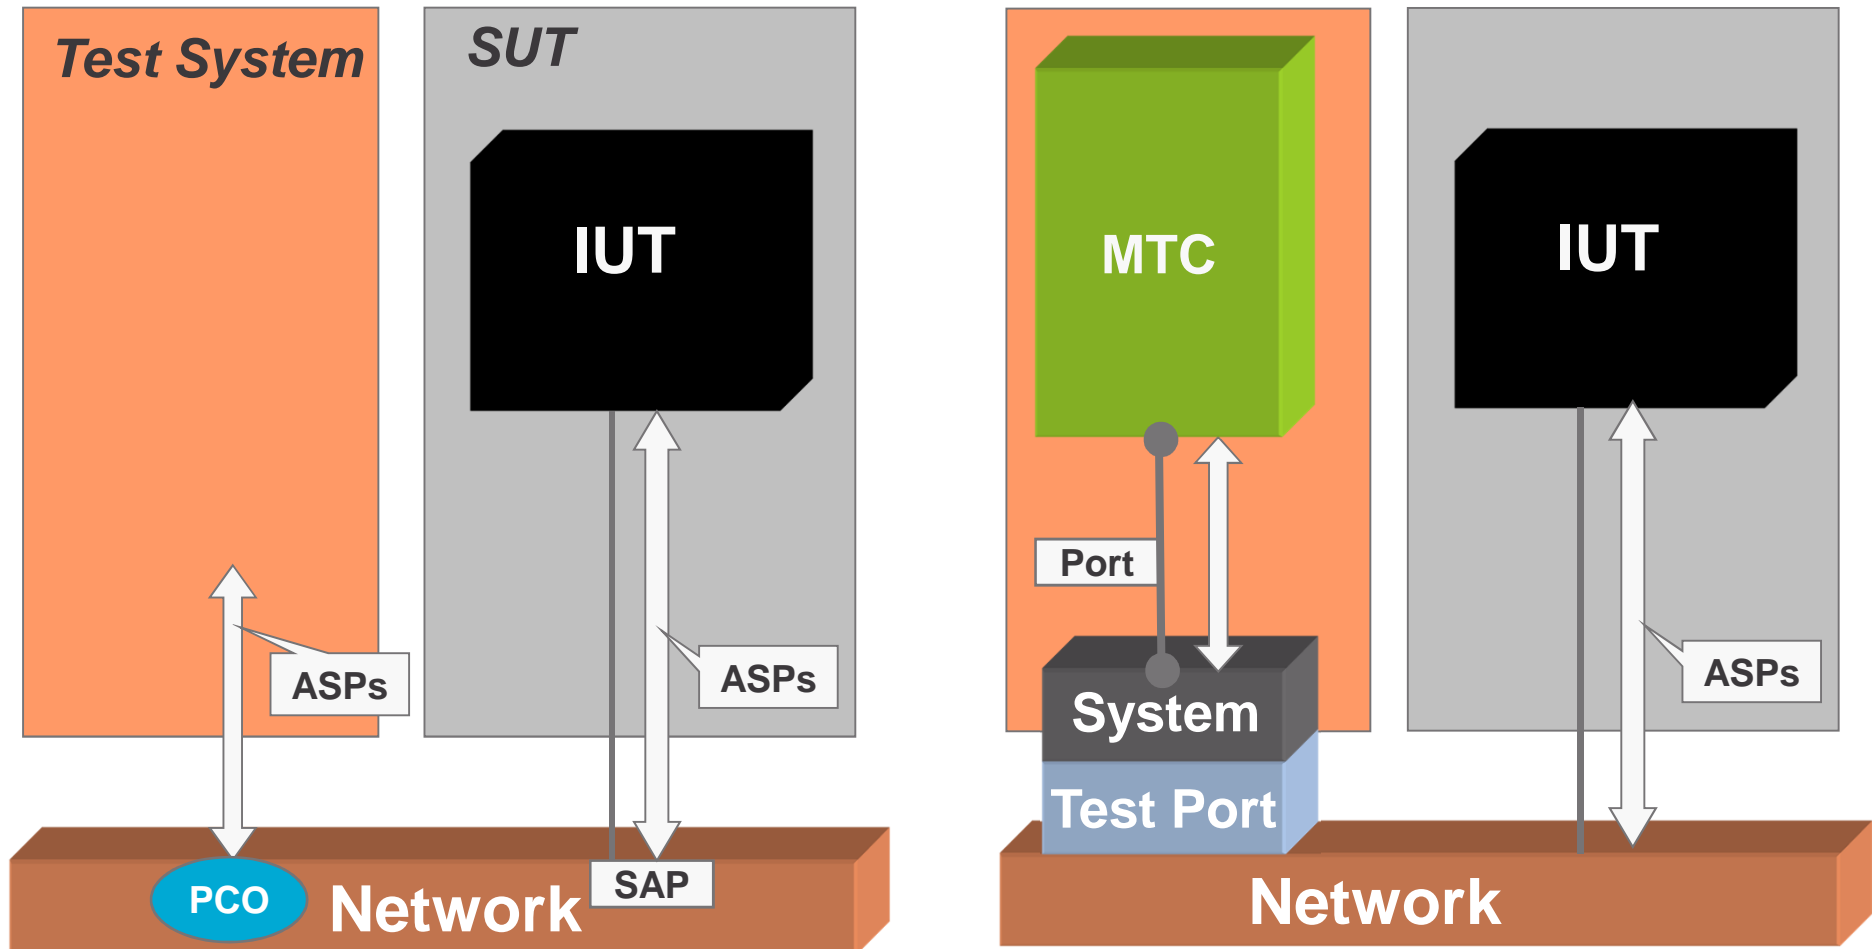 Test System
SUT
IUT
ASPs
ASPs
PCO
Network
SAP
MTC
IUT
Port
ASPs
System
Test Port
Network